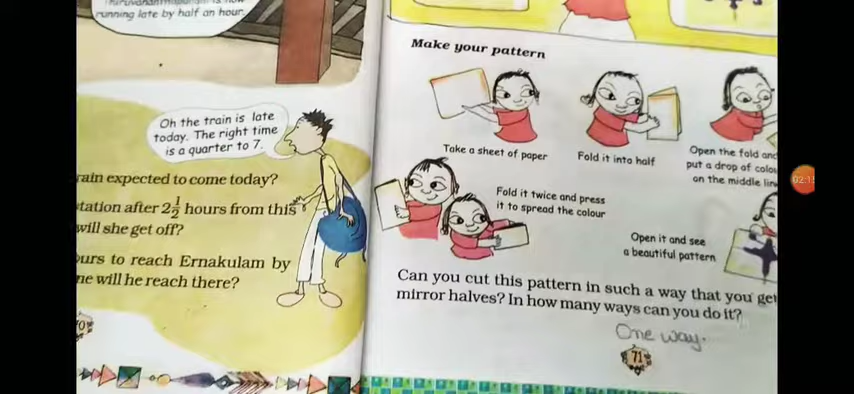 running late by half an hour.
Oh the train is late
today. The right time
is a quarter to 7.
rain expected to come today?
tation after 2½ hours from this
will she get off?
ours to reach Ernakulam by
me will he reach there?
Make your pattern
Take a sheet of paper
Fold it into half
Open the fold and
put a drop of colou
on the middle lin
Fold it twice and press
it to spread the colour
Open it and see
a beautiful pattern
Can you cut this pattern in such a way that you get
mirror halves? In how many ways can you do it?
One way.
71